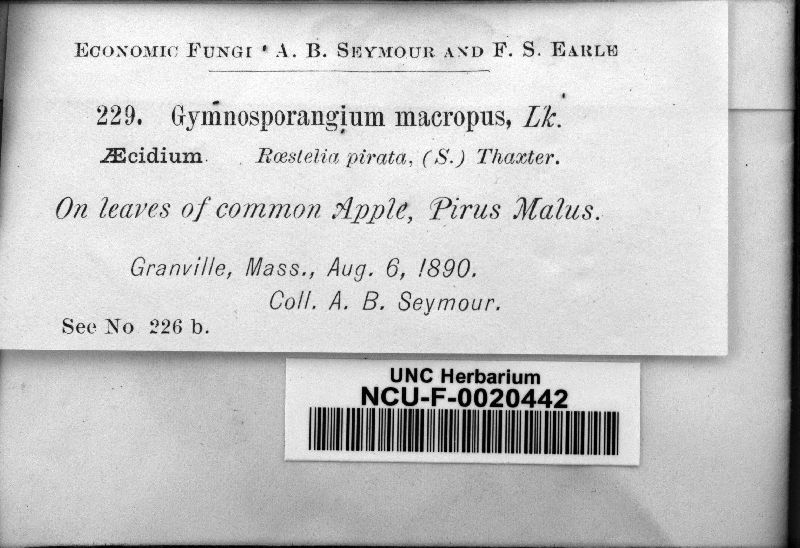 ECONOMIC FUNGI · A. B. SEYMOUR AND F. S. EARLE
229. Gymnosporangium macropus, Lk.
Æcidium. Rœstelia pirata, (S.) Thaxter.
On leaves of common Apple, Pirus Malus.
Granville, Mass., Aug. 6, 1890.
Coll. A. B. Seymour.
See No 226 b.
UNC Herbarium
NCU-F-0020442